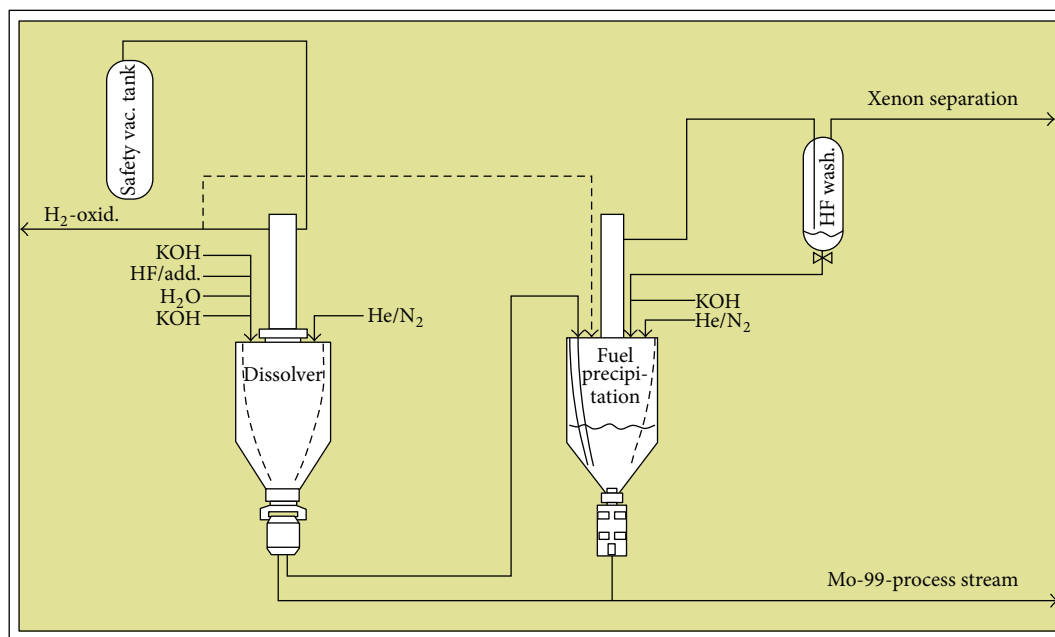 Safety vac. tank
Xenon separation
HF wash.
H₂-oxid.
KOH
HF/add.
H₂O
KOH
He/N₂
KOH
He/N₂
Dissolver
Fuel
precipi-
tation
Mo-99-process stream